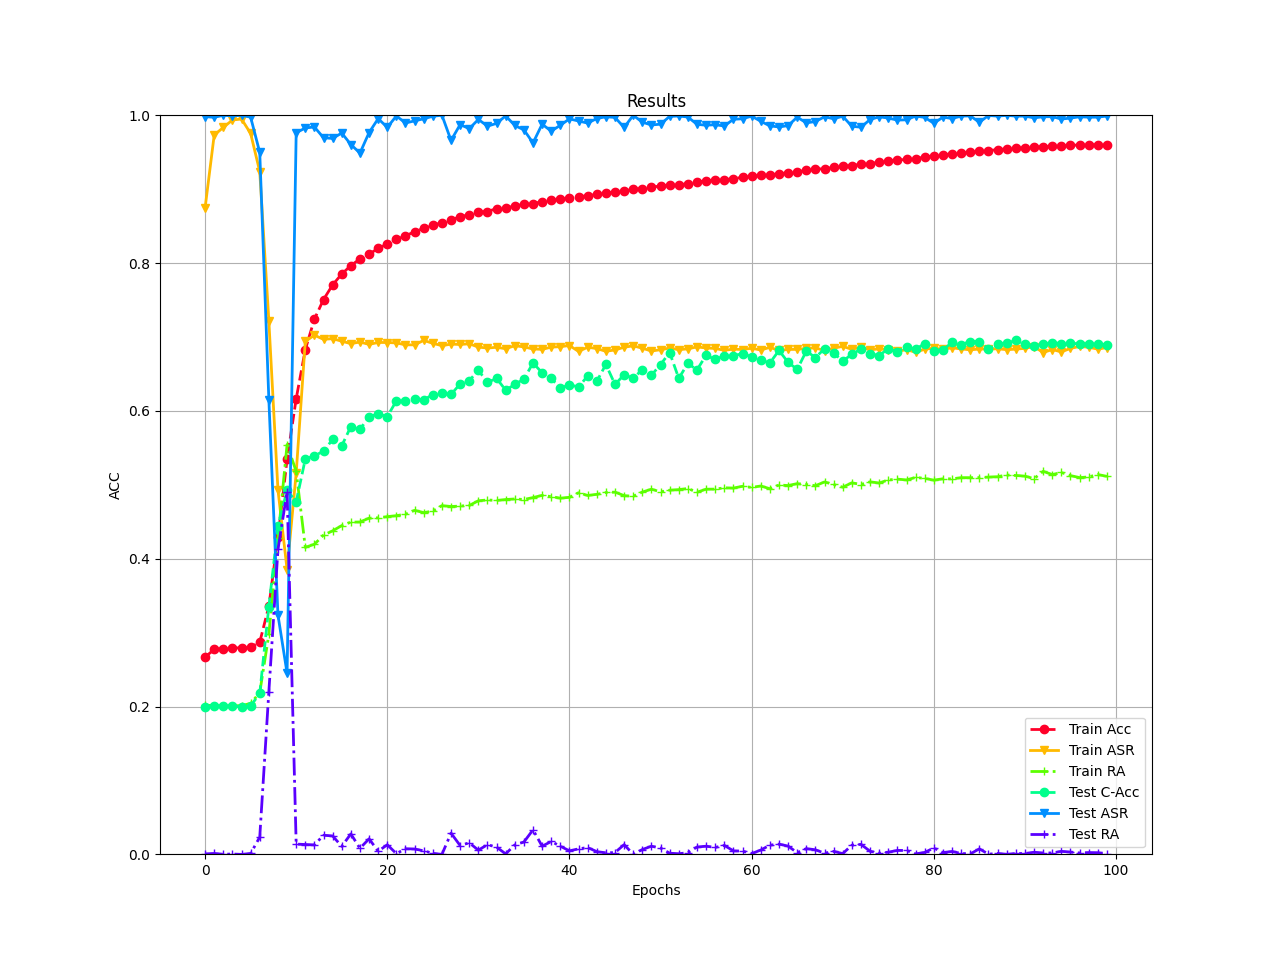 Results
1.0
0.8
0.6
0.4
0.2
0.0
ACC
0
20
40
60
80
100
Epochs
Train Acc
Train ASR
Train RA
Test C-Acc
Test ASR
Test RA